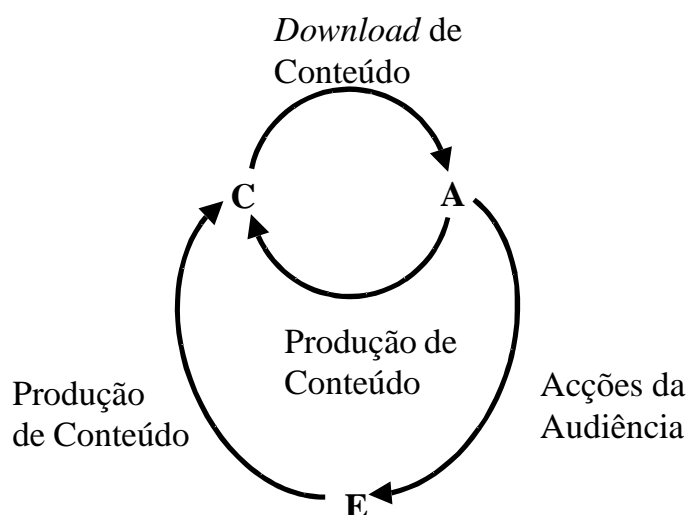 Download de
Conteúdo
C
A
Produção de
Conteúdo
Produção
de Conteúdo
Acções da
Audiência
E